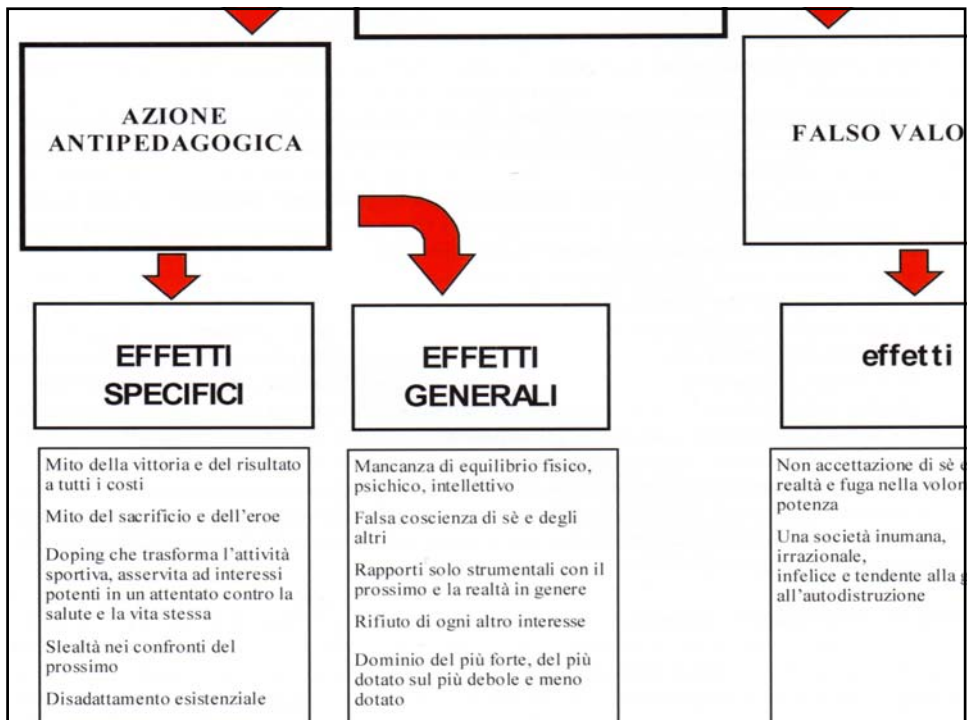 AZIONE
ANTIPEDAGOGICA
FALSO VALO
EFFETTI
SPECIFICI
EFFETTI
GENERALI
effetti
Mito della vittoria e del risultato
a tutti i costi
Mito del sacrificio e dell'eroe
Doping che trasforma l'attività
sportiva, asservita ad interessi
potenti in un attentato contro la
salute e la vita stessa
Slealtà nei confronti del
prossimo
Disadattamento esistenziale
Mancanza di equilibrio fisico,
psichico, intellettivo
Falsa coscienza di sè e degli
altri
Rapporti solo strumentali con il
prossimo e la realtà in genere
Rifiuto di ogni altro interesse
Dominio del più forte, del più
dotato sul più debole e meno
dotato
Non accettazione di sè
realtà e fuga nella volon
potenza
Una società inumana,
irrazionale,
infelice e tendente alla
all'autodistruzione